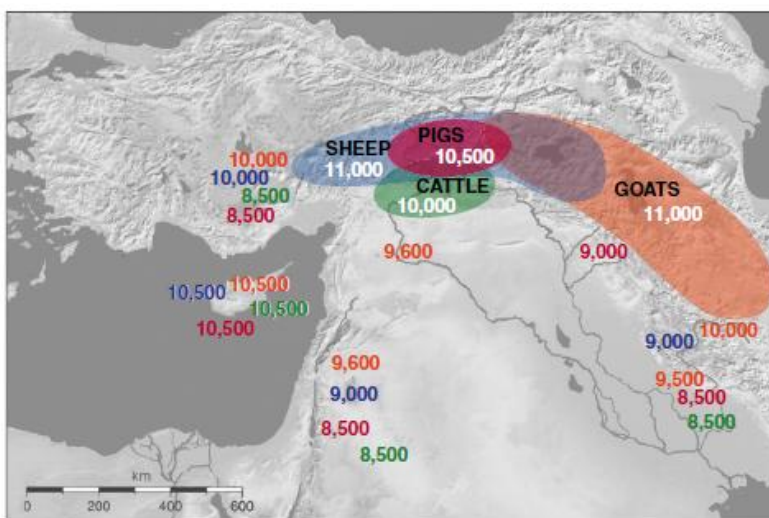 PIGS
SHEEP 10,500
10,000 11,000
10,000 CATTLE GOATS
8,500 10,000 11,000
8,500
9,600 9,000
10,500 10,500
10,500
10,500 9,000 10,000
9,600 9,500
9,000 8,500
8,500 8,500
8,500
km
0 200 400 600